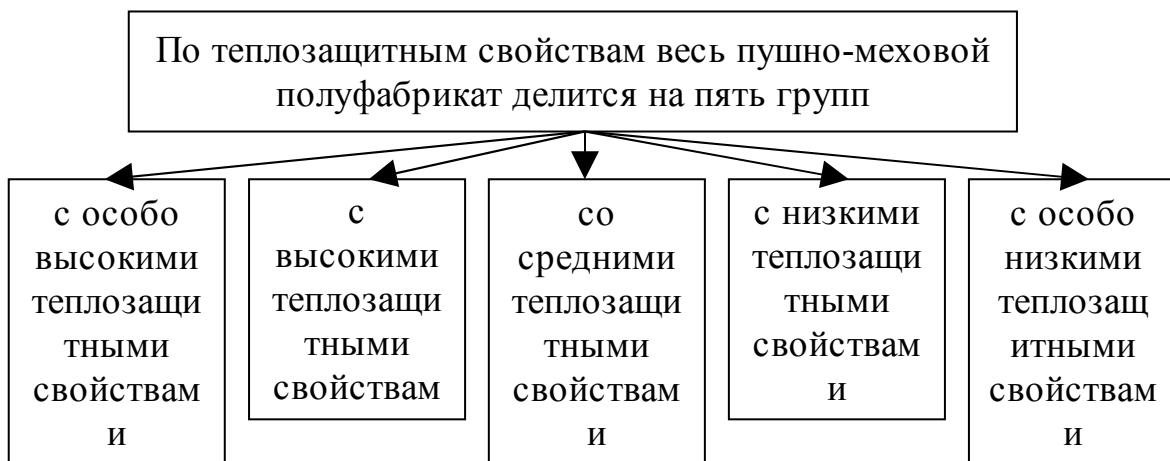 По теплозащитным свойствам весь пушно-меховой
полуфабрикат делится на пять групп
с особо
высокими
теплозащи
тными
свойствам
и
с
высокими
теплозащи
тными
свойствам
со
средними
теплозащи
тными
свойствам
и
с низкими
теплозащи
тными
свойствам
и
с особо
низкими
теплозащ
итными
свойствам
и